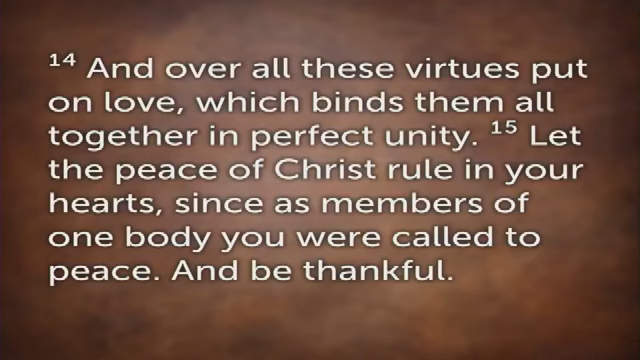 ¹⁴ And over all these virtues put
on love, which binds them all
together in perfect unity. ¹⁵ Let
the peace of Christ rule in your
hearts, since as members of
one body you were called to
peace. And be thankful.